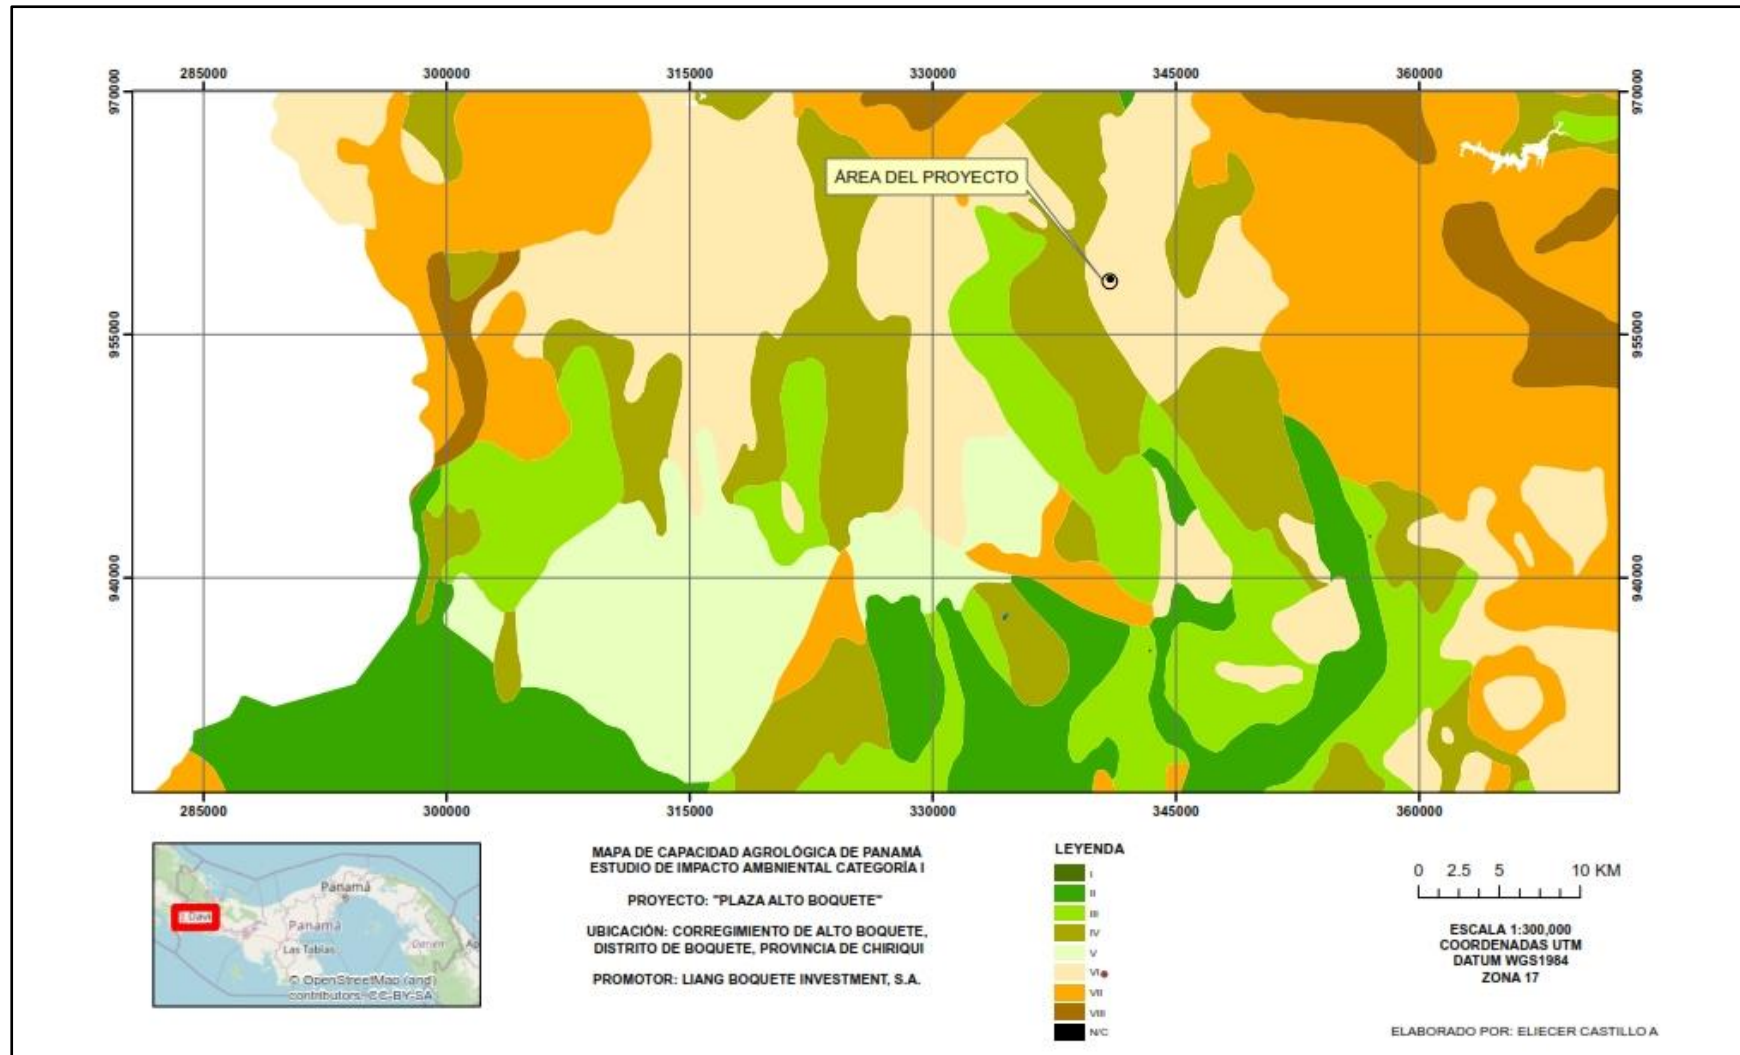 285000 300000 315000 330000 345000 360000
970000 970000
ÁREA DEL PROYECTO
955000 955000
940000 940000
285000 300000 315000 330000 345000 360000
Panamá
Panamá
Las Tablas
© OpenStreetMap (and)
contributors, CC-BY-SA
MAPA DE CAPACIDAD AGROLÓGICA DE PANAMÁ
ESTUDIO DE IMPACTO AMBNIENTAL CATEGORÍA I
PROYECTO: "PLAZA ALTO BOQUETE"
UBICACIÓN: CORREGIMIENTO DE ALTO BOQUETE,
DISTRITO DE BOQUETE, PROVINCIA DE CHIRIQUI
PROMOTOR: LIANG BOQUETE INVESTMENT, S.A.
LEYENDA
I
II
III
IV
V
VI
VII
VIII
N/C
0 2.5 5 10 KM
ESCALA 1:300,000
COORDENADAS UTM
DATUM WGS1984
ZONA 17
ELABORADO POR: ELIECER CASTILLO A